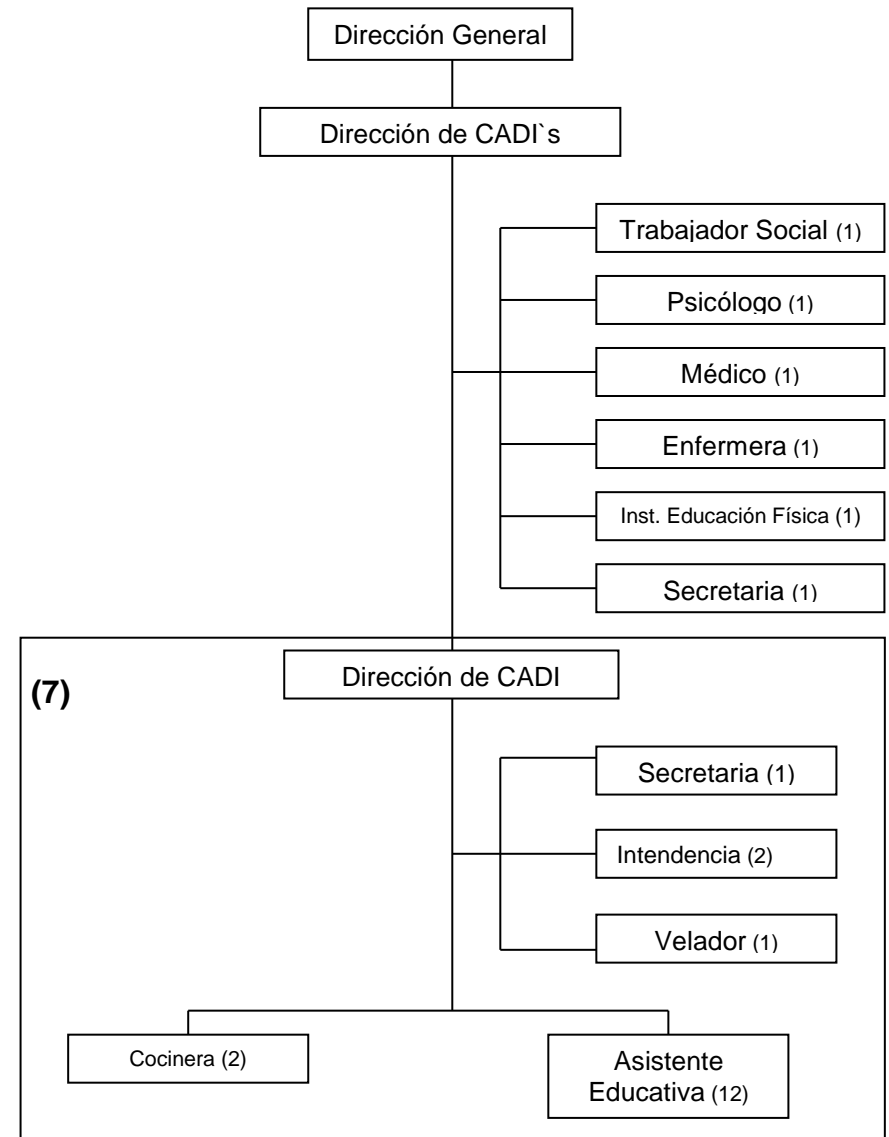 Dirección General
Dirección de CADI`s
Trabajador Social (1)
Psicólogo (1)
Médico (1)
Enfermera (1)
Inst. Educación Física (1)
Secretaria (1)
(7)
Dirección de CADI
Secretaria (1)
Intendencia (2)
Velador (1)
Cocinera (2)
Asistente
Educativa (12)